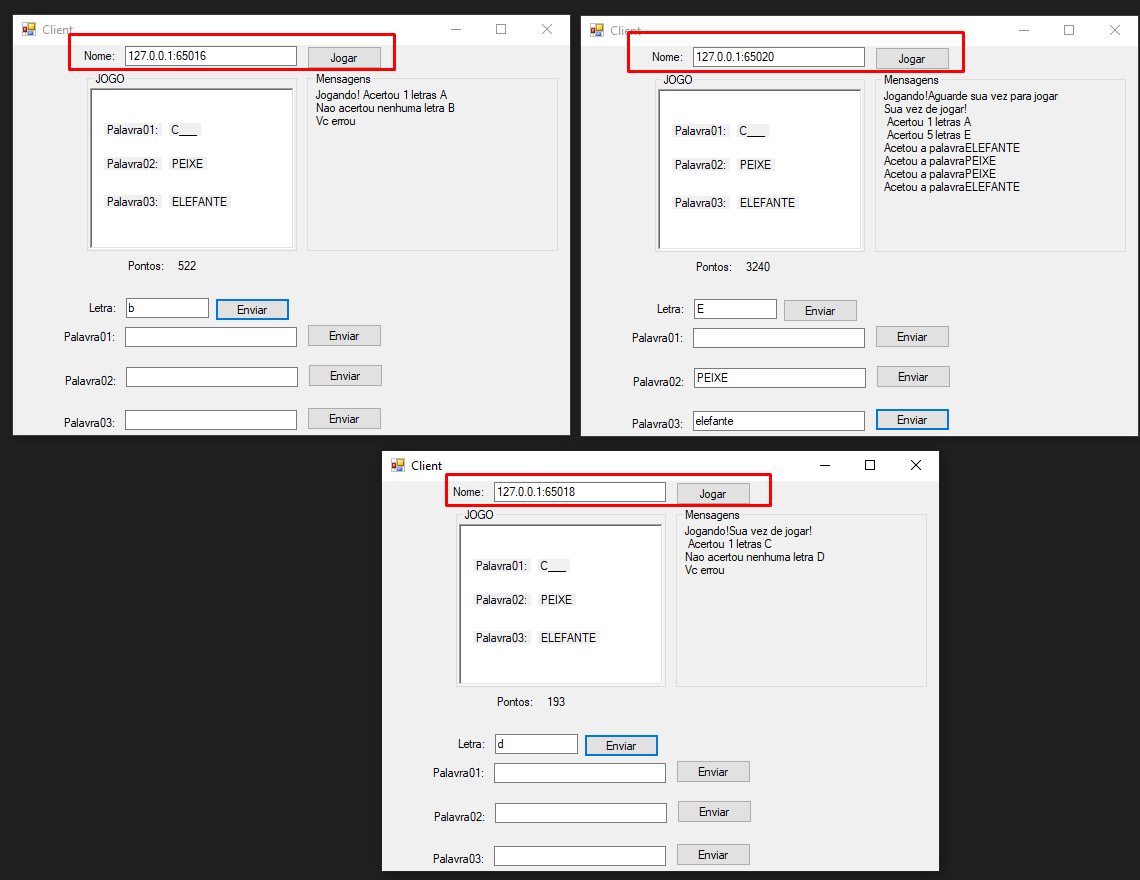 Client
Nome: 127.0.0.1:65016 Jogar
JOGO
Mensagens
Jogando! Acertou 1 letras A
Nao acertou nenhuma letra B
Vc errou
Palavra01: C___
Palavra02: PEIXE
Palavra03: ELEFANTE
Pontos: 522
Letra: b Enviar
Palavra01: Enviar
Palavra02: Enviar
Palavra03: Enviar
Client
Nome: 127.0.0.1:65020 Jogar
JOGO
Mensagens
Jogando!Aguarde sua vez para jogar
Sua vez de jogar!
Acertou 1 letras A
Acertou 5 letras E
Acetou a palavraELEFANTE
Acetou a palavraPEIXE
Acetou a palavraPEIXE
Acetou a palavraELEFANTE
Palavra01: C___
Palavra02: PEIXE
Palavra03: ELEFANTE
Pontos: 3240
Letra: E Enviar
Palavra01: Enviar
Palavra02: PEIXE Enviar
Palavra03: elefante Enviar
Client
Nome: 127.0.0.1:65018 Jogar
JOGO
Mensagens
Jogando!Sua vez de jogar!
Acertou 1 letras C
Nao acertou nenhuma letra D
Vc errou
Palavra01: C___
Palavra02: PEIXE
Palavra03: ELEFANTE
Pontos: 193
Letra: d Enviar
Palavra01: Enviar
Palavra02: Enviar
Palavra03: Enviar